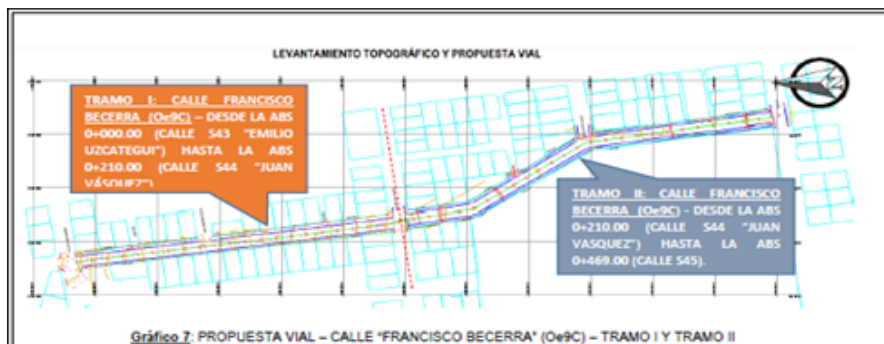 LEVANTAMIENTO TOPOGRÁFICO Y PROPUESTA VIAL
TRAMO I: CALLE FRANCISCO
BECERRA (Oe9C) – DESDE LA ABS
0+000.00 (CALLE S43 "EMILIO
UZCATEGUI") HASTA LA ABS
0+210.00 (CALLE S44 "JUAN
VÁSQUEZ")
TRAMO II: CALLE FRANCISCO
BECERRA (Oe9C) – DESDE LA ABS
0+210.00 (CALLE S44 "JUAN
VASQUEZ") HASTA LA ABS
0+469.00 (CALLE S45).
Gráfico 7: PROPUESTA VIAL – CALLE "FRANCISCO BECERRA" (Oe9C) – TRAMO I Y TRAMO II